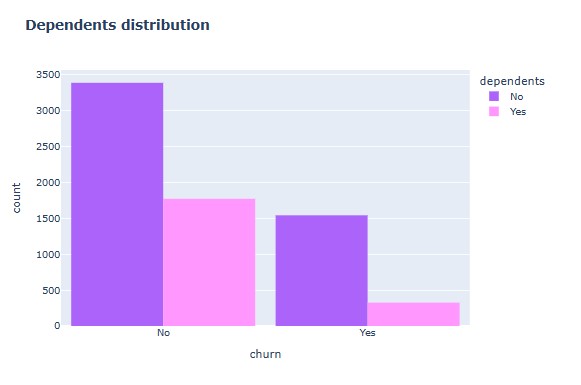 Dependents distribution
dependents
No
Yes
3500
3000
2500
2000
1500
1000
500
0
count
No
Yes
churn